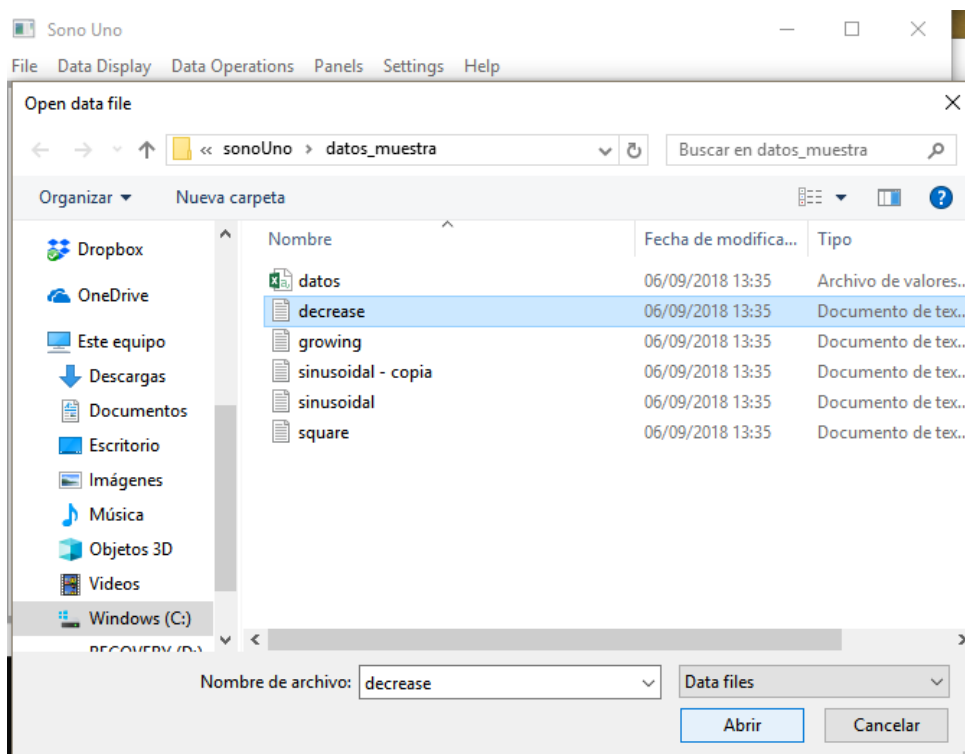 Sono Uno
File Data Display Data Operations Panels Settings Help
Open data file
« sonoUno > datos_muestra
Buscar en datos_muestra
Organizar Nueva carpeta
Dropbox
OneDrive
Este equipo
Descargas
Documentos
Escritorio
Imágenes
Música
Objetos 3D
Videos
Windows (C:)
RECOVERY (D:)
Nombre Fecha de modifica... Tipo
datos 06/09/2018 13:35 Archivo de valores..
decrease 06/09/2018 13:35 Documento de tex..
growing 06/09/2018 13:35 Documento de tex..
sinusoidal - copia 06/09/2018 13:35 Documento de tex..
sinusoidal 06/09/2018 13:35 Documento de tex..
square 06/09/2018 13:35 Documento de tex..
Nombre de archivo: decrease Data files
Abrir Cancelar